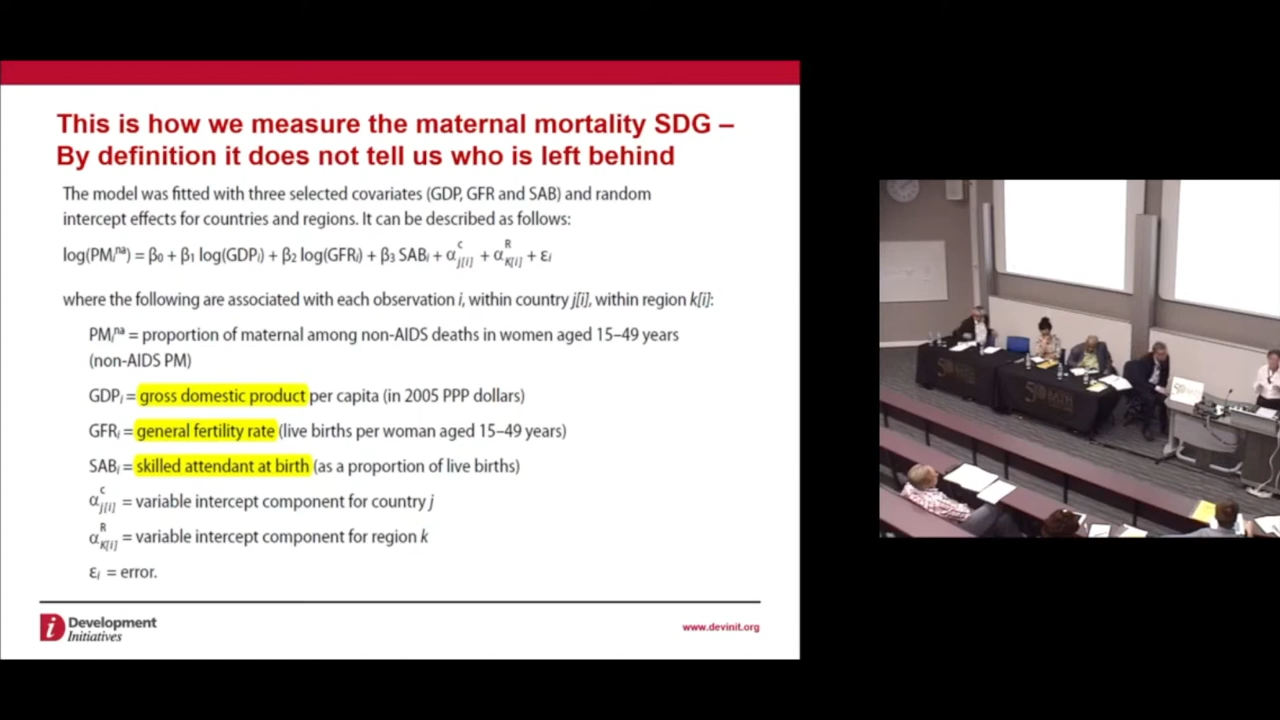 This is how we measure the maternal mortality SDG –
By definition it does not tell us who is left behind
The model was fitted with three selected covariates (GDP, GFR and SAB) and random
intercept effects for countries and regions. It can be described as follows:
log(PMᵢⁿᵃ) = β₀ + β₁ log(GDPᵢ) + β₂ log(GFRᵢ) + β₃ SABᵢ + α_{j[i]}^C + α_{K[i]}^R + εᵢ
where the following are associated with each observation i, within country j[i], within region k[i]:
PMᵢⁿᵃ = proportion of maternal among non-AIDS deaths in women aged 15–49 years
(non-AIDS PM)
GDPᵢ = gross domestic product per capita (in 2005 PPP dollars)
GFRᵢ = general fertility rate (live births per woman aged 15–49 years)
SABᵢ = skilled attendant at birth (as a proportion of live births)
α_{j[i]}^C = variable intercept component for country j
α_{K[i]}^R = variable intercept component for region k
εᵢ = error.
Development
Initiatives
www.devinit.org
50 BATH